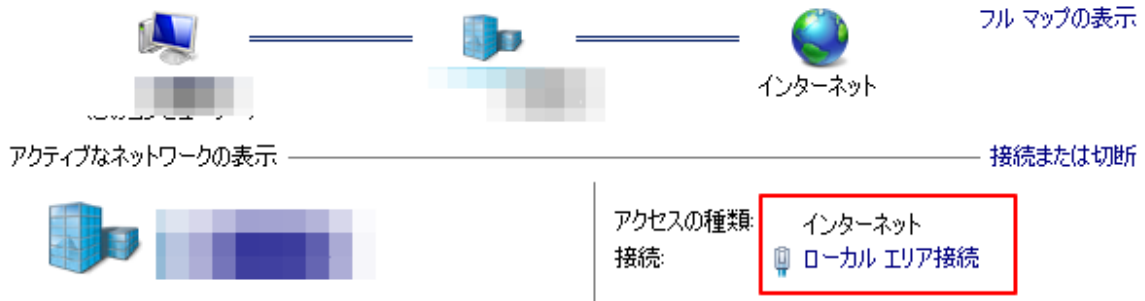 フル マップの表示
インターネット
アクティブなネットワークの表示
接続または切断
アクセスの種類:
インターネット
接続:
ローカル エリア接続